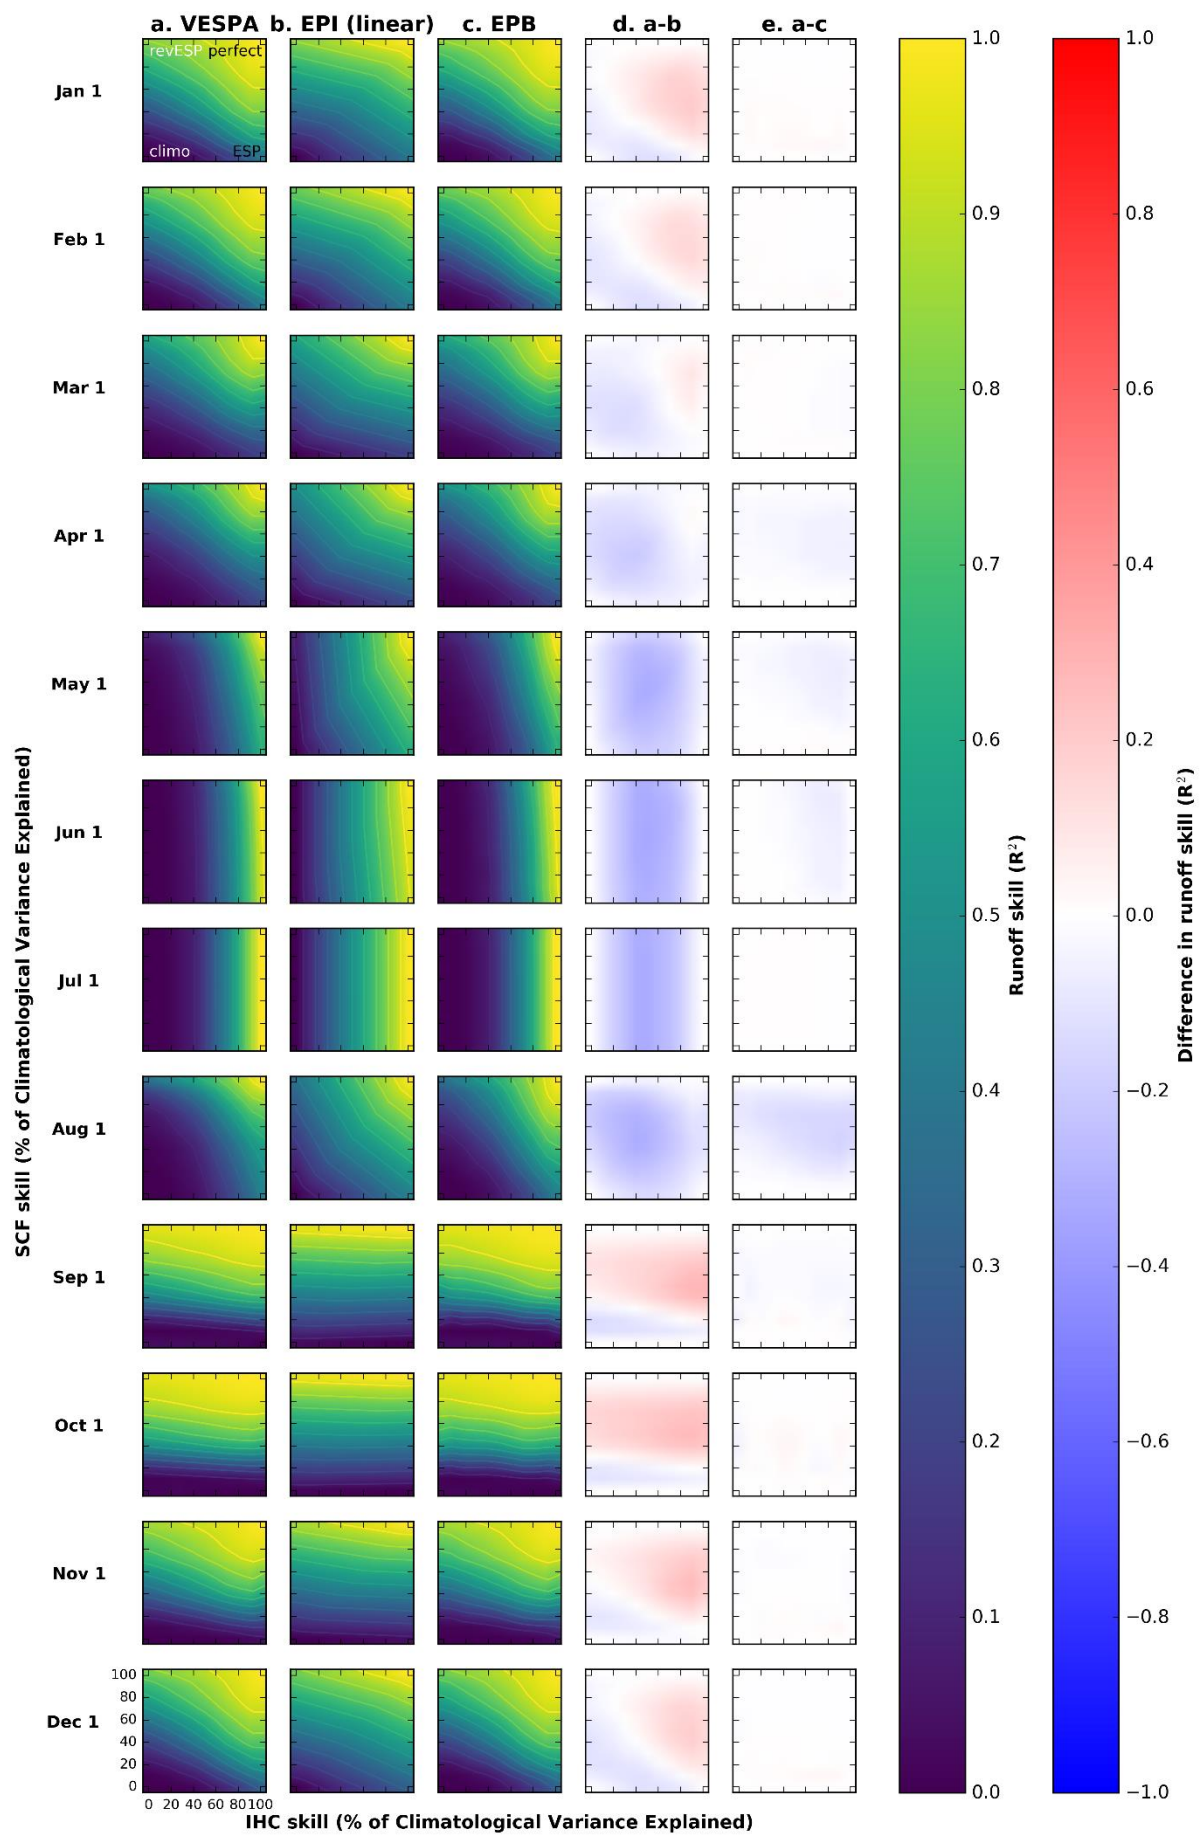 a. VESPA b. EPI (linear) c. EPB d. a-b e. a-c
revESP perfect
climo ESP
Jan 1
Feb 1
Mar 1
Apr 1
May 1
Jun 1
Jul 1
Aug 1
Sep 1
Oct 1
Nov 1
Dec 1
100
80
60
40
20
0
0 20 40 60 80 100
IHC skill (% of Climatological Variance Explained)
SCF skill (% of Climatological Variance Explained)
1.0
0.9
0.8
0.7
0.6
0.5
0.4
0.3
0.2
0.1
0.0
Runoff skill (R²)
1.0
0.8
0.6
0.4
0.2
0.0
−0.2
−0.4
−0.6
−0.8
−1.0
Difference in runoff skill (R²)